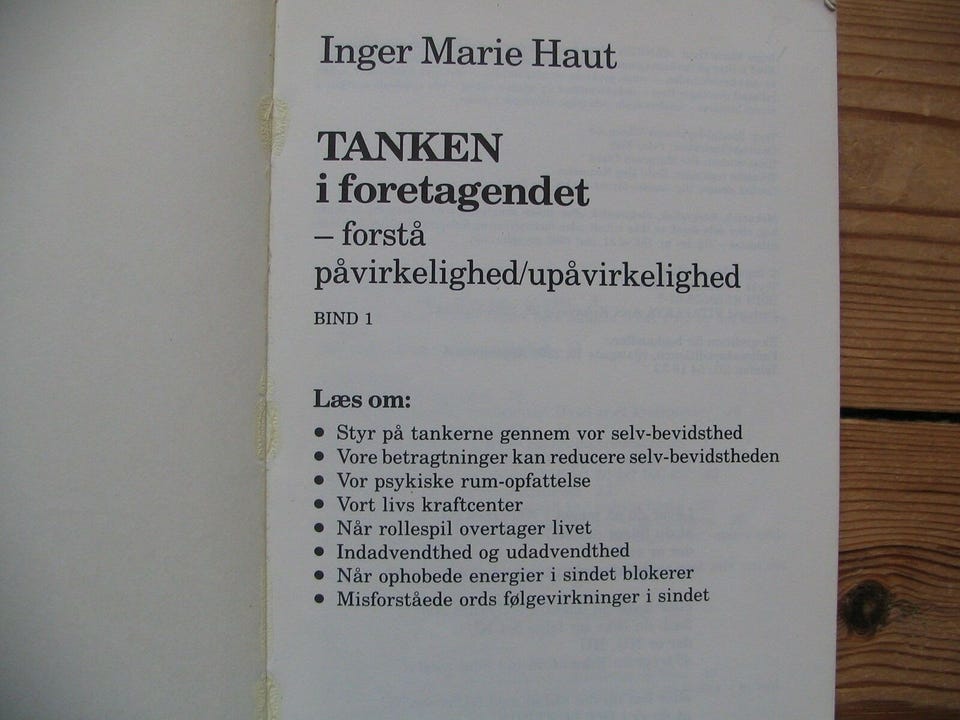 Inger Marie Haut
TANKEN
i foretagendet
– forstå
påvirkelighed/upåvirkelighed
BIND 1
Læs om:
• Styr på tankerne gennem vor selv-bevidsthed
• Vore betragtninger kan reducere selv-bevidstheden
• Vor psykiske rum-opfattelse
• Vort livs kraftcenter
• Når rollespil overtager livet
• Indadvendthed og udadvendthed
• Når ophobede energier i sindet blokerer
• Misforståede ords følgevirkninger i sindet